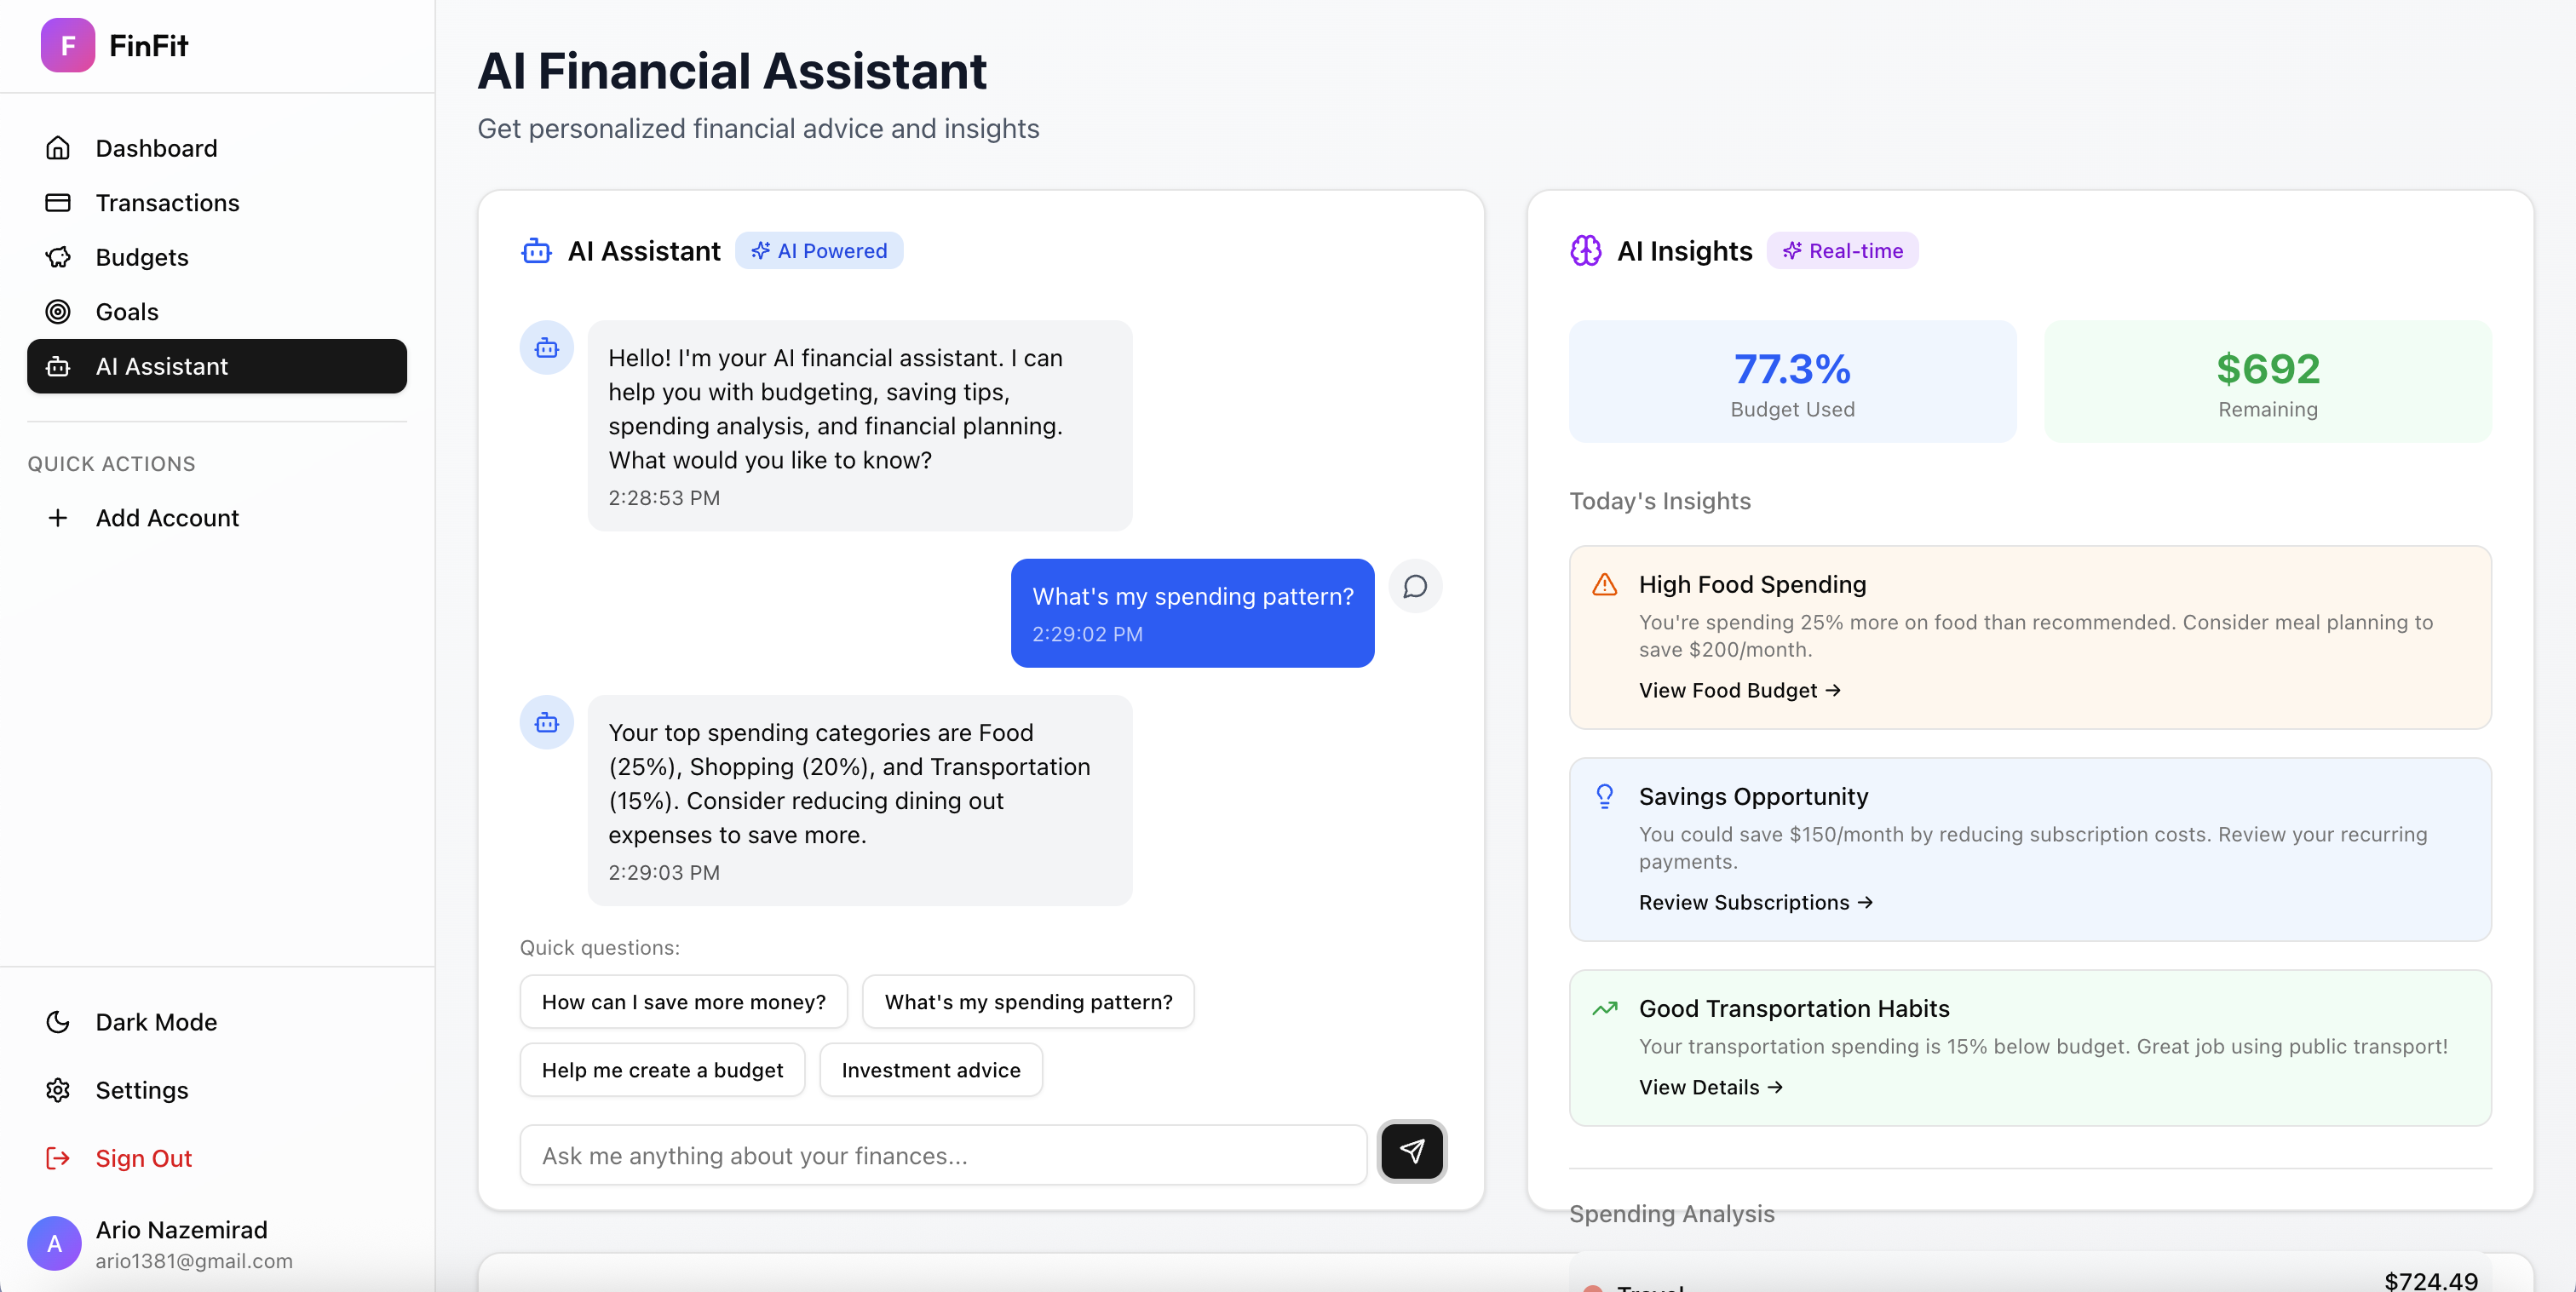 F FinFit
Dashboard
Transactions
Budgets
Goals
AI Assistant
QUICK ACTIONS
Add Account
Dark Mode
Settings
Sign Out
A
Ario Nazemirad
ario1381@gmail.com
AI Financial Assistant
Get personalized financial advice and insights
AI Assistant AI Powered
Hello! I'm your AI financial assistant. I can
help you with budgeting, saving tips,
spending analysis, and financial planning.
What would you like to know?
2:28:53 PM
What's my spending pattern?
2:29:02 PM
Your top spending categories are Food
(25%), Shopping (20%), and Transportation
(15%). Consider reducing dining out
expenses to save more.
2:29:03 PM
Quick questions:
How can I save more money? What's my spending pattern?
Help me create a budget Investment advice
Ask me anything about your finances...
AI Insights Real-time
77.3%
Budget Used
$692
Remaining
Today's Insights
High Food Spending
You're spending 25% more on food than recommended. Consider meal planning to
save $200/month.
View Food Budget →
Savings Opportunity
You could save $150/month by reducing subscription costs. Review your recurring
payments.
Review Subscriptions →
Good Transportation Habits
Your transportation spending is 15% below budget. Great job using public transport!
View Details →
Spending Analysis
Travel
$724.49